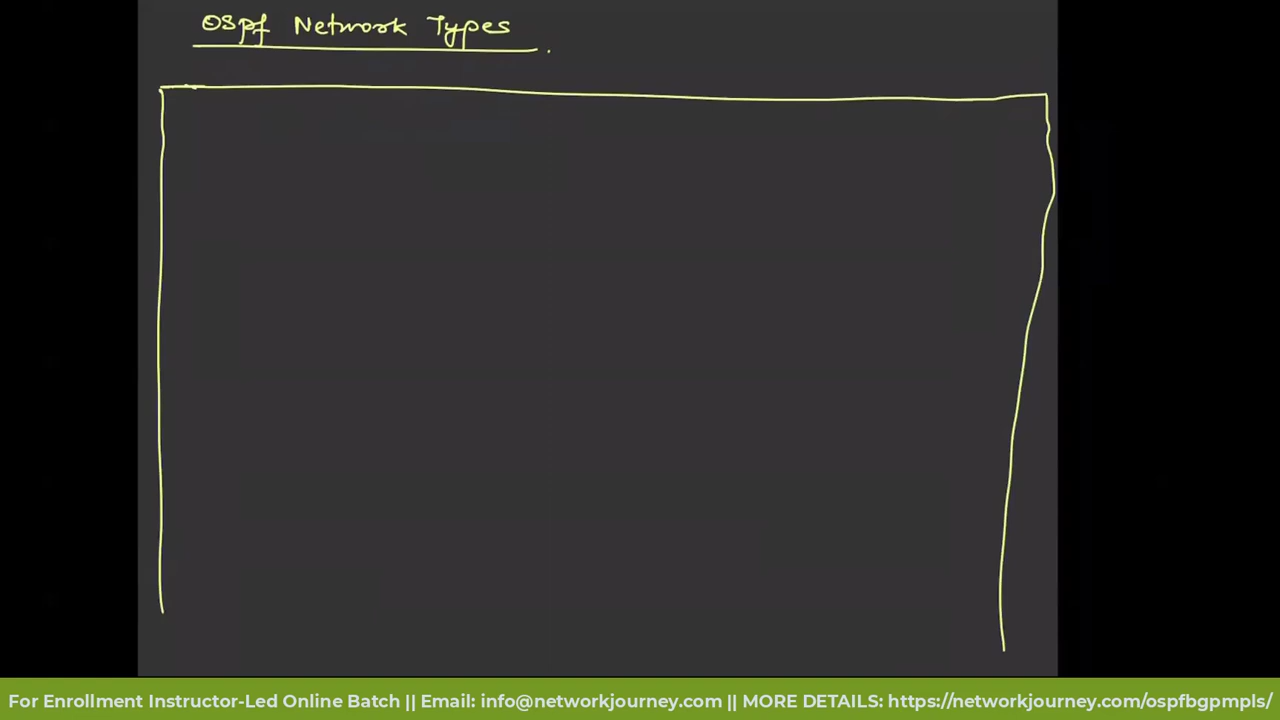 OSpf Network Types
For Enrollment Instructor-Led Online Batch || Email: info@networkjourney.com || MORE DETAILS: https://networkjourney.com/ospfbgpmpls/